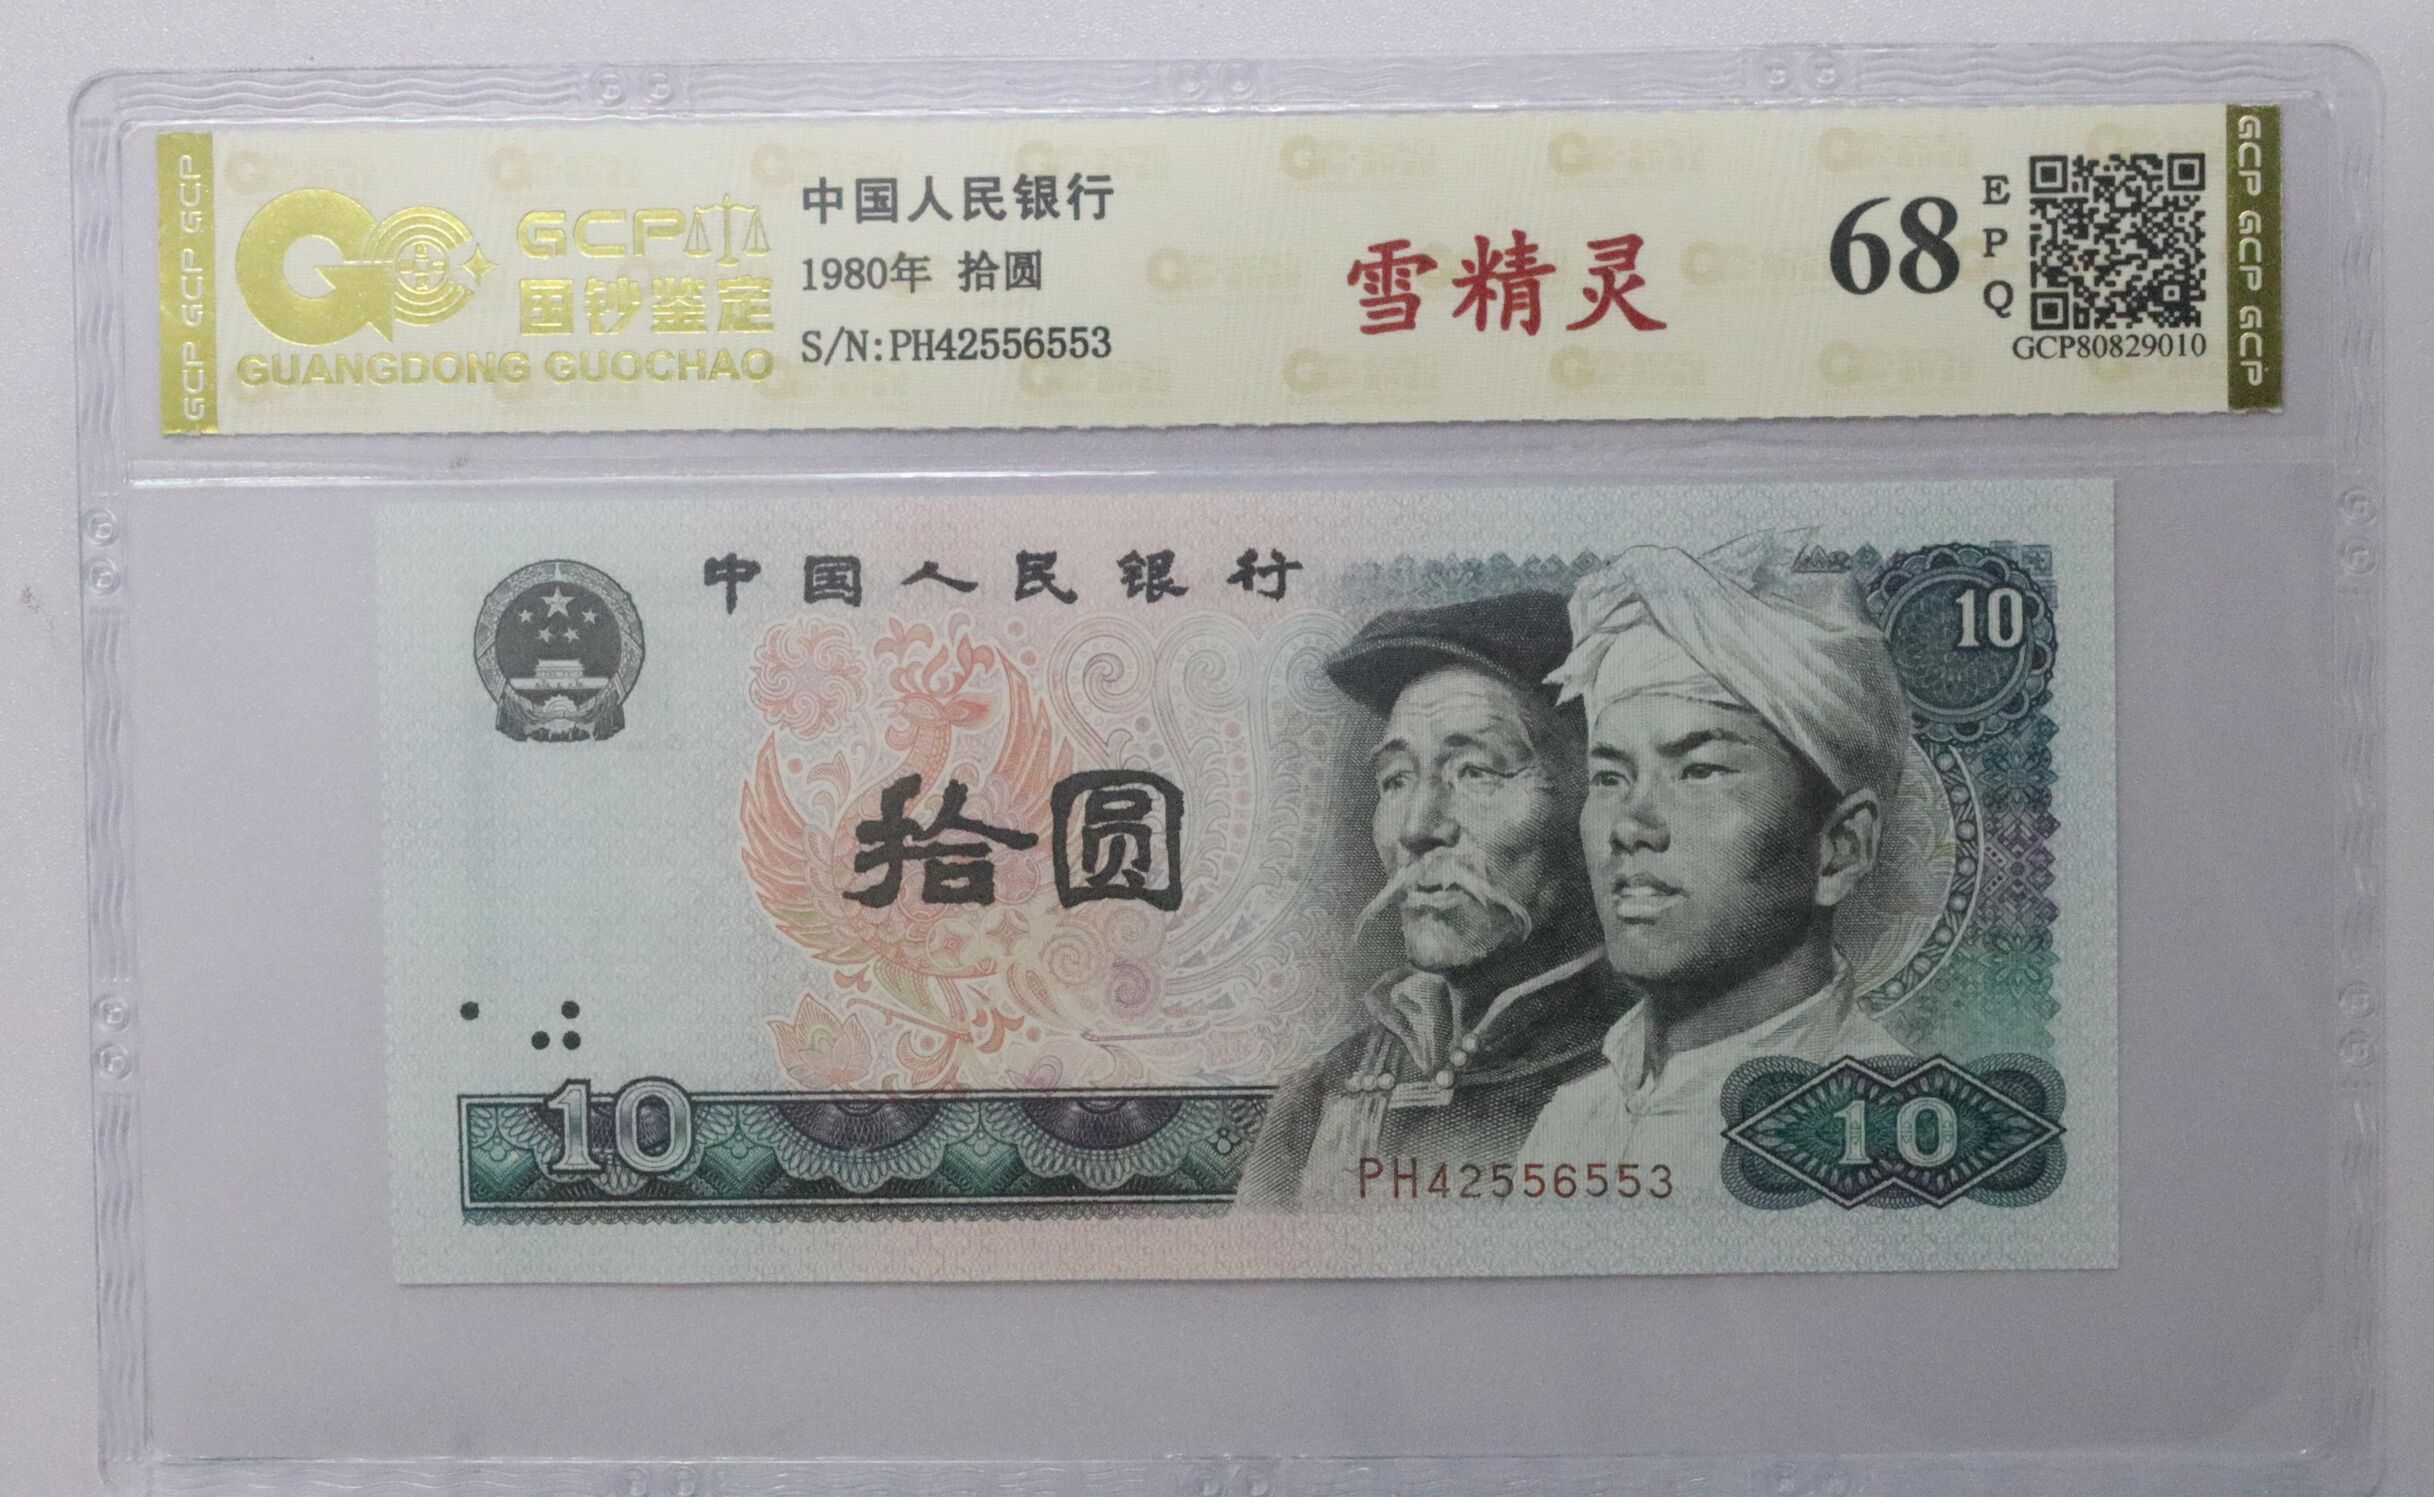 GCP GCP GCP
GCP
国钞鉴定
GUANGDONG GUOCHAO
中国人民银行
1980年 拾圆
S/N:PH42556553
雪精灵
68
EPQ
GCP80829010
GCP GCP GCP
中国人民银行
10
拾圆
10
PH42556553
10